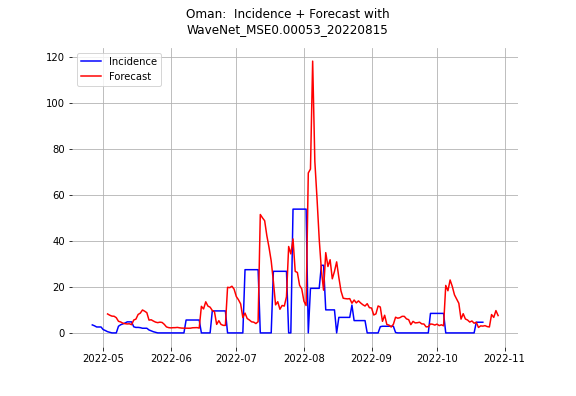 Oman:  Incidence + Forecast with
WaveNet_MSE0.00053_20220815
Incidence
Forecast
120
100
80
60
40
20
0
2022-05 2022-06 2022-07 2022-08 2022-09 2022-10 2022-11